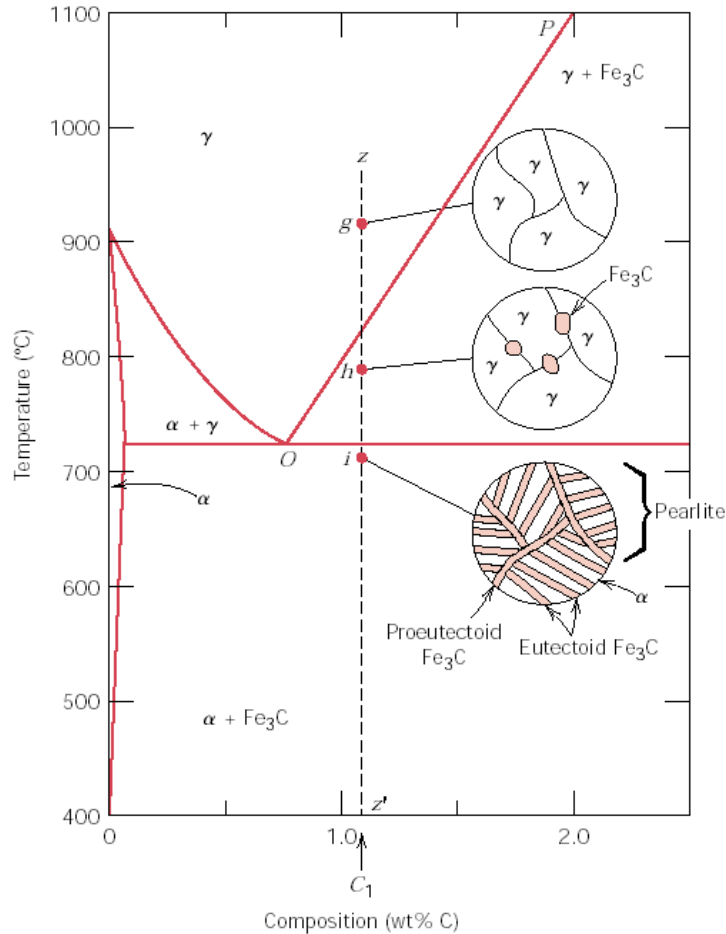 1100
P
γ + Fe₃C
1000
γ
z
γ
γ
γ
γ
g
900
Fe₃C
γ
γ
γ
γ
h
800
Temperature (ºC)
α + γ
O
i
700
α
Pearlite
600
α
Proeutectoid
Fe₃C
Eutectoid Fe₃C
500
α + Fe₃C
z'
400
0
1.0
2.0
C₁
Composition (wt% C)